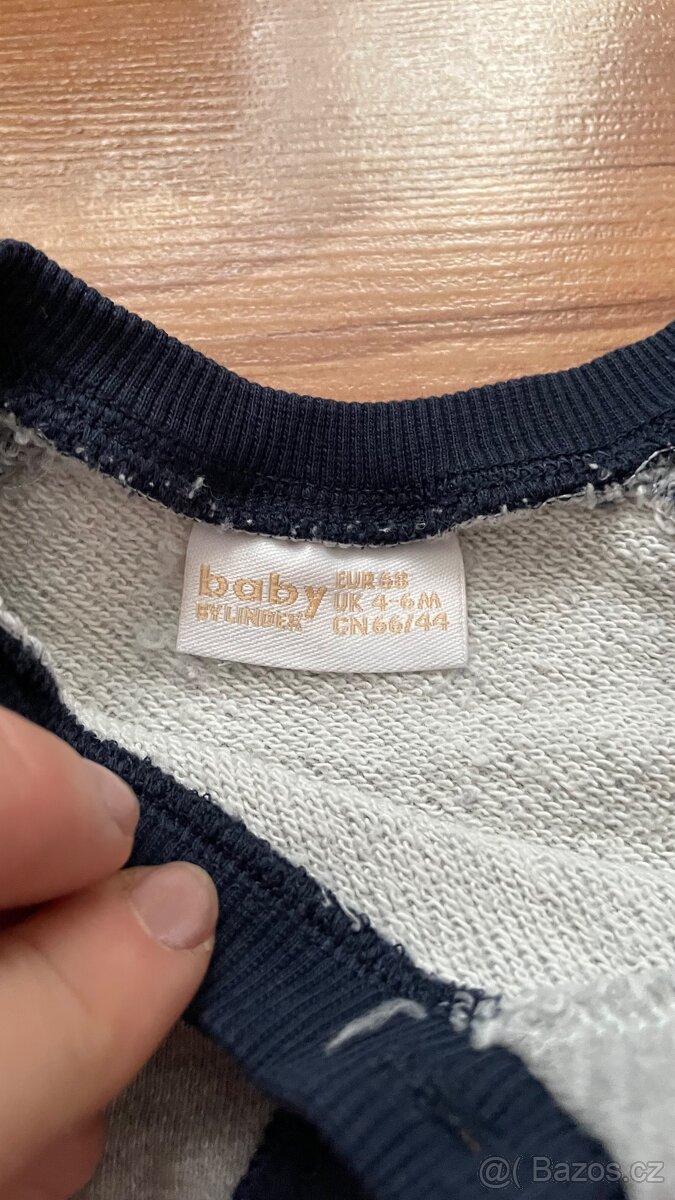 baby
BY LINDEX
EUR 68
UK 4-6M
CN 66/44
@( Bazos.cz